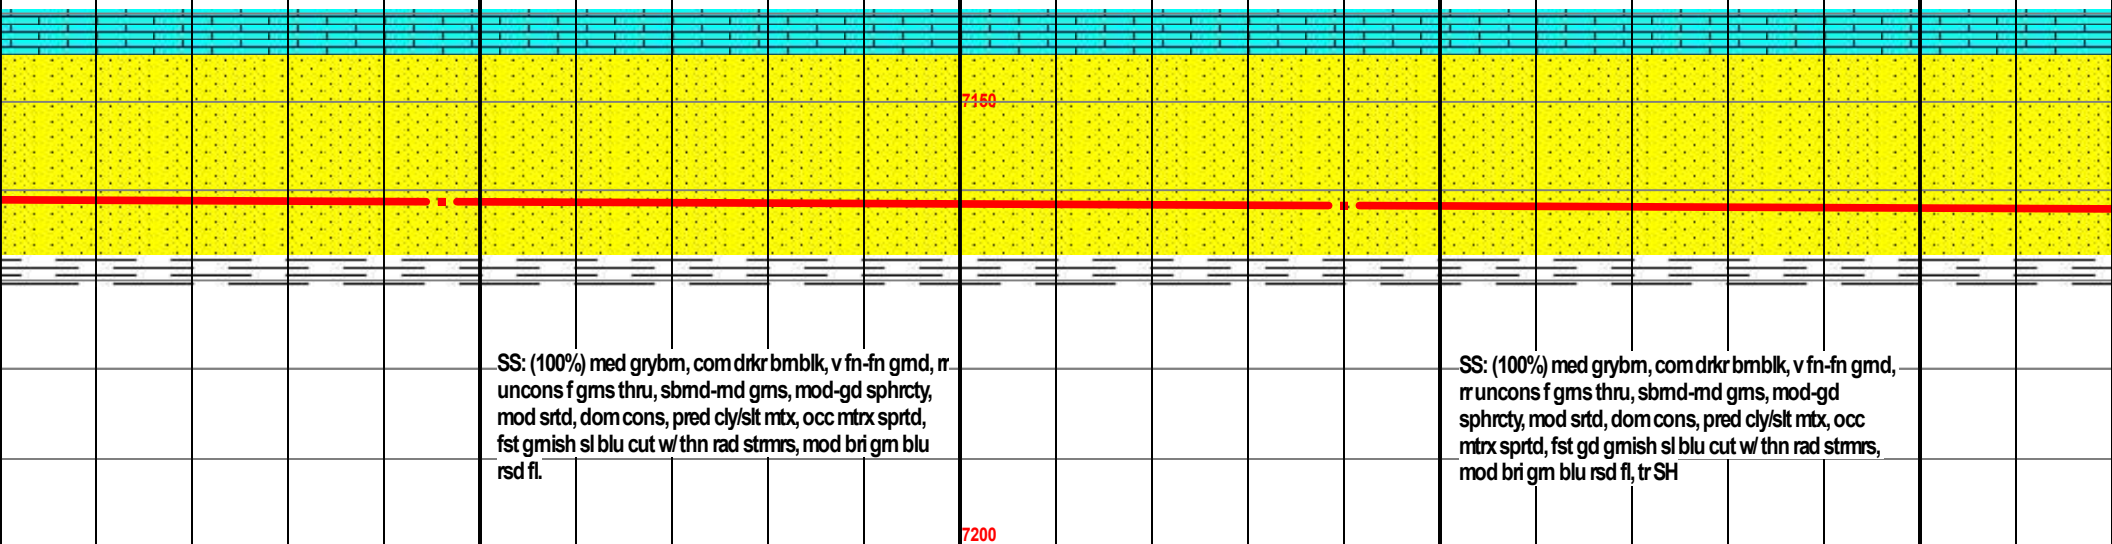 7150
SS: (100%) med grybrn, com drkr brnblk, v fn-fn grnd, rr
uncons f grns thru, sbrnd-rnd grns, mod-gd sphrcty,
mod srtd, dom cons, pred cly/slt mtx, occ mtrx sprtd,
fst grnish sl blu cut w/ thn rad strmrs, mod bri grn blu
rsd fl.
SS: (100%) med grybrn, com drkr brnblk, v fn-fn grnd,
rr uncons f grns thru, sbrnd-rnd grns, mod-gd
sphrcty, mod srtd, dom cons, pred cly/slt mtx, occ
mtrx sprtd, fst gd grnish sl blu cut w/ thn rad strmrs,
mod bri grn blu rsd fl, tr SH
7200